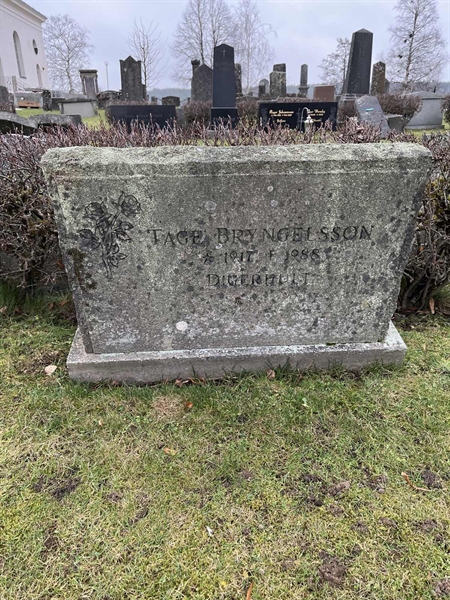 TAGE BRYNGELSSON
* 1917 † 1988
DIGERHULT